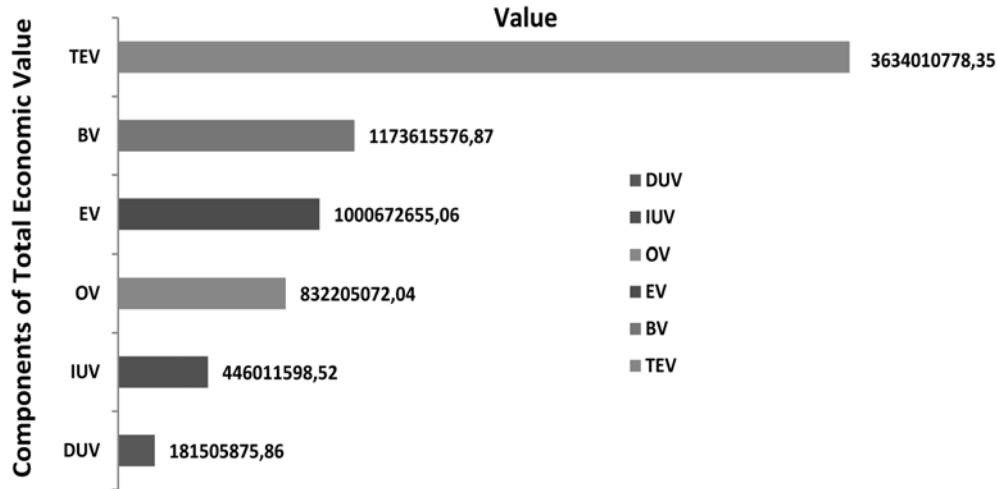 Value
Components of Total Economic Value
TEV 3634010778,35
BV 1173615576,87
EV 1000672655,06
OV 832205072,04
IUV 446011598,52
DUV 181505875,86
DUV
IUV
OV
EV
BV
TEV